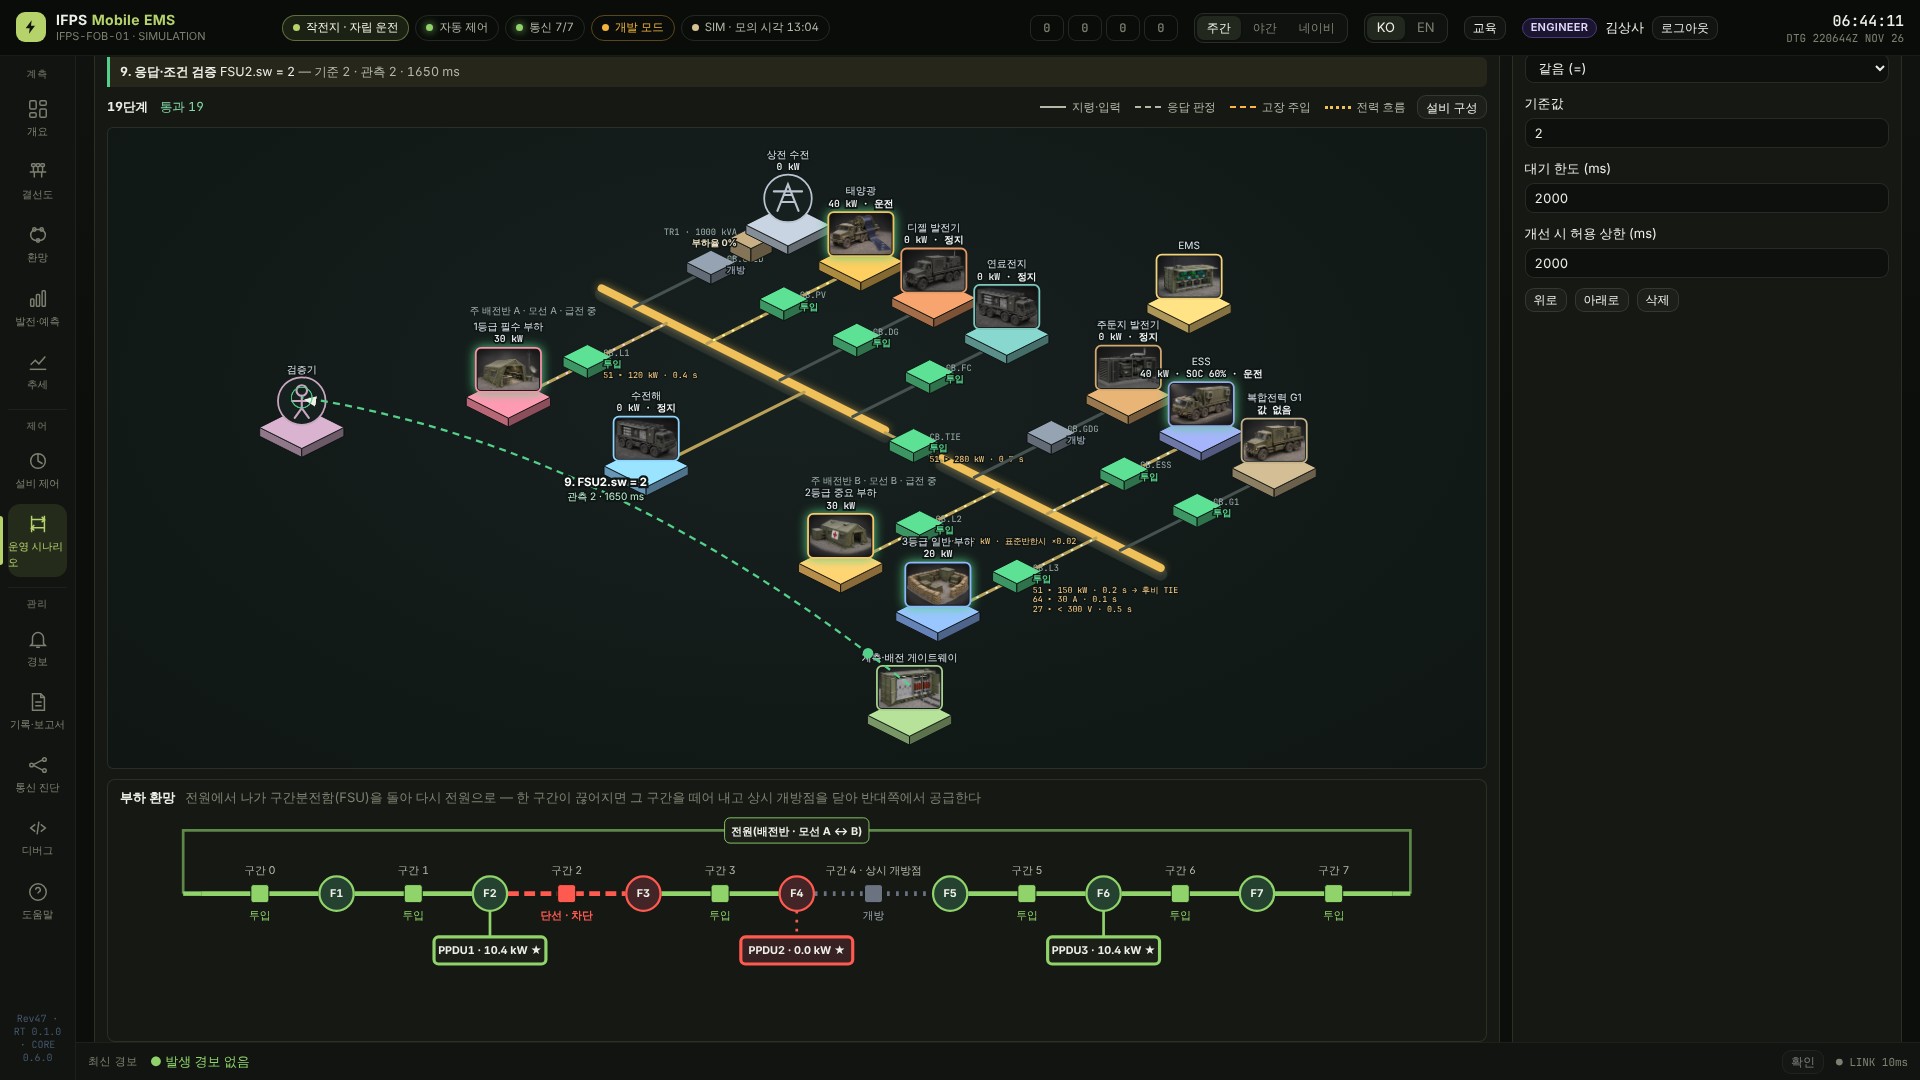 IFPS Mobile EMS
IFPS-FOB-01 · SIMULATION
작전지 · 자립 운전
자동 제어
통신 7/7
개발 모드
SIM · 모의 시각 13:04
0 0 0 0
주간 야간 네이비
KO EN
교육
ENGINEER 김상사 로그아웃
06:44:11
DTG 220644Z NOV 26
계측
개요
결선도
환망
발전·예측
추세
제어
설비 제어
운영 시나리
오
관리
경보
기록·보고서
통신 진단
디버그
도움말
Rev47 ·
RT 0.1.0
· CORE
0.6.0
9. 응답·조건 검증 FSU2.sw = 2 — 기준 2 · 관측 2 · 1650 ms
19단계 통과 19
지령·입력 응답 판정 고장 주입 전력 흐름 설비 구성
상전 수전
0 kW
태양광
40 kW · 운전
TR1 · 1000 kVA
부하율 0%
개방
디젤 발전기
0 kW · 정지
연료전지
0 kW · 정지
EMS
CB.PV
투입
CB.DG
투입
CB.FC
투입
주 배전반 A · 모선 A · 급전 중
1등급 필수 부하
30 kW
CB.L1
투입
51 • 120 kW · 0.4 s
검증기
수전해
0 kW · 정지
주둔지 발전기
0 kW · 정지
ESS
40 kW · SOC 60% · 운전
복합전력 G1
값 없음
CB.TIE
투입
51 • 280 kW · 0.7 s
CB.GDG
개방
CB.ESS
투입
CB.G1
투입
9. FSU2.sw = 2
관측 2 · 1650 ms
주 배전반 B · 모선 B · 급전 중
2등급 중요 부하
30 kW
CB.L2
투입
3등급 일반 부하
kW · 표준반한시 ×0.02
20 kW
CB.L3
투입
51 • 150 kW · 0.2 s → 후비 TIE
64 • 30 A · 0.1 s
27 • < 300 V · 0.5 s
계측·배전 게이트웨이
부하 환망 전원에서 나가 구간분전함(FSU)을 돌아 다시 전원으로 — 한 구간이 끊어지면 그 구간을 떼어 내고 상시 개방점을 닫아 반대쪽에서 공급한다
전원(배전반 · 모선 A ↔ B)
구간 0 구간 1 구간 2 구간 3 구간 4 · 상시 개방점 구간 5 구간 6 구간 7
F1 F2 F3 F4 F5 F6 F7
투입 투입 단선 · 차단 투입 개방 투입 투입 투입
PPDU1 · 10.4 kW ★ PPDU2 · 0.0 kW ★ PPDU3 · 10.4 kW ★
같음 (=)
기준값
2
대기 한도 (ms)
2000
개선 시 허용 상한 (ms)
2000
위로 아래로 삭제
최신 경보 발생 경보 없음
확인 LINK 10ms